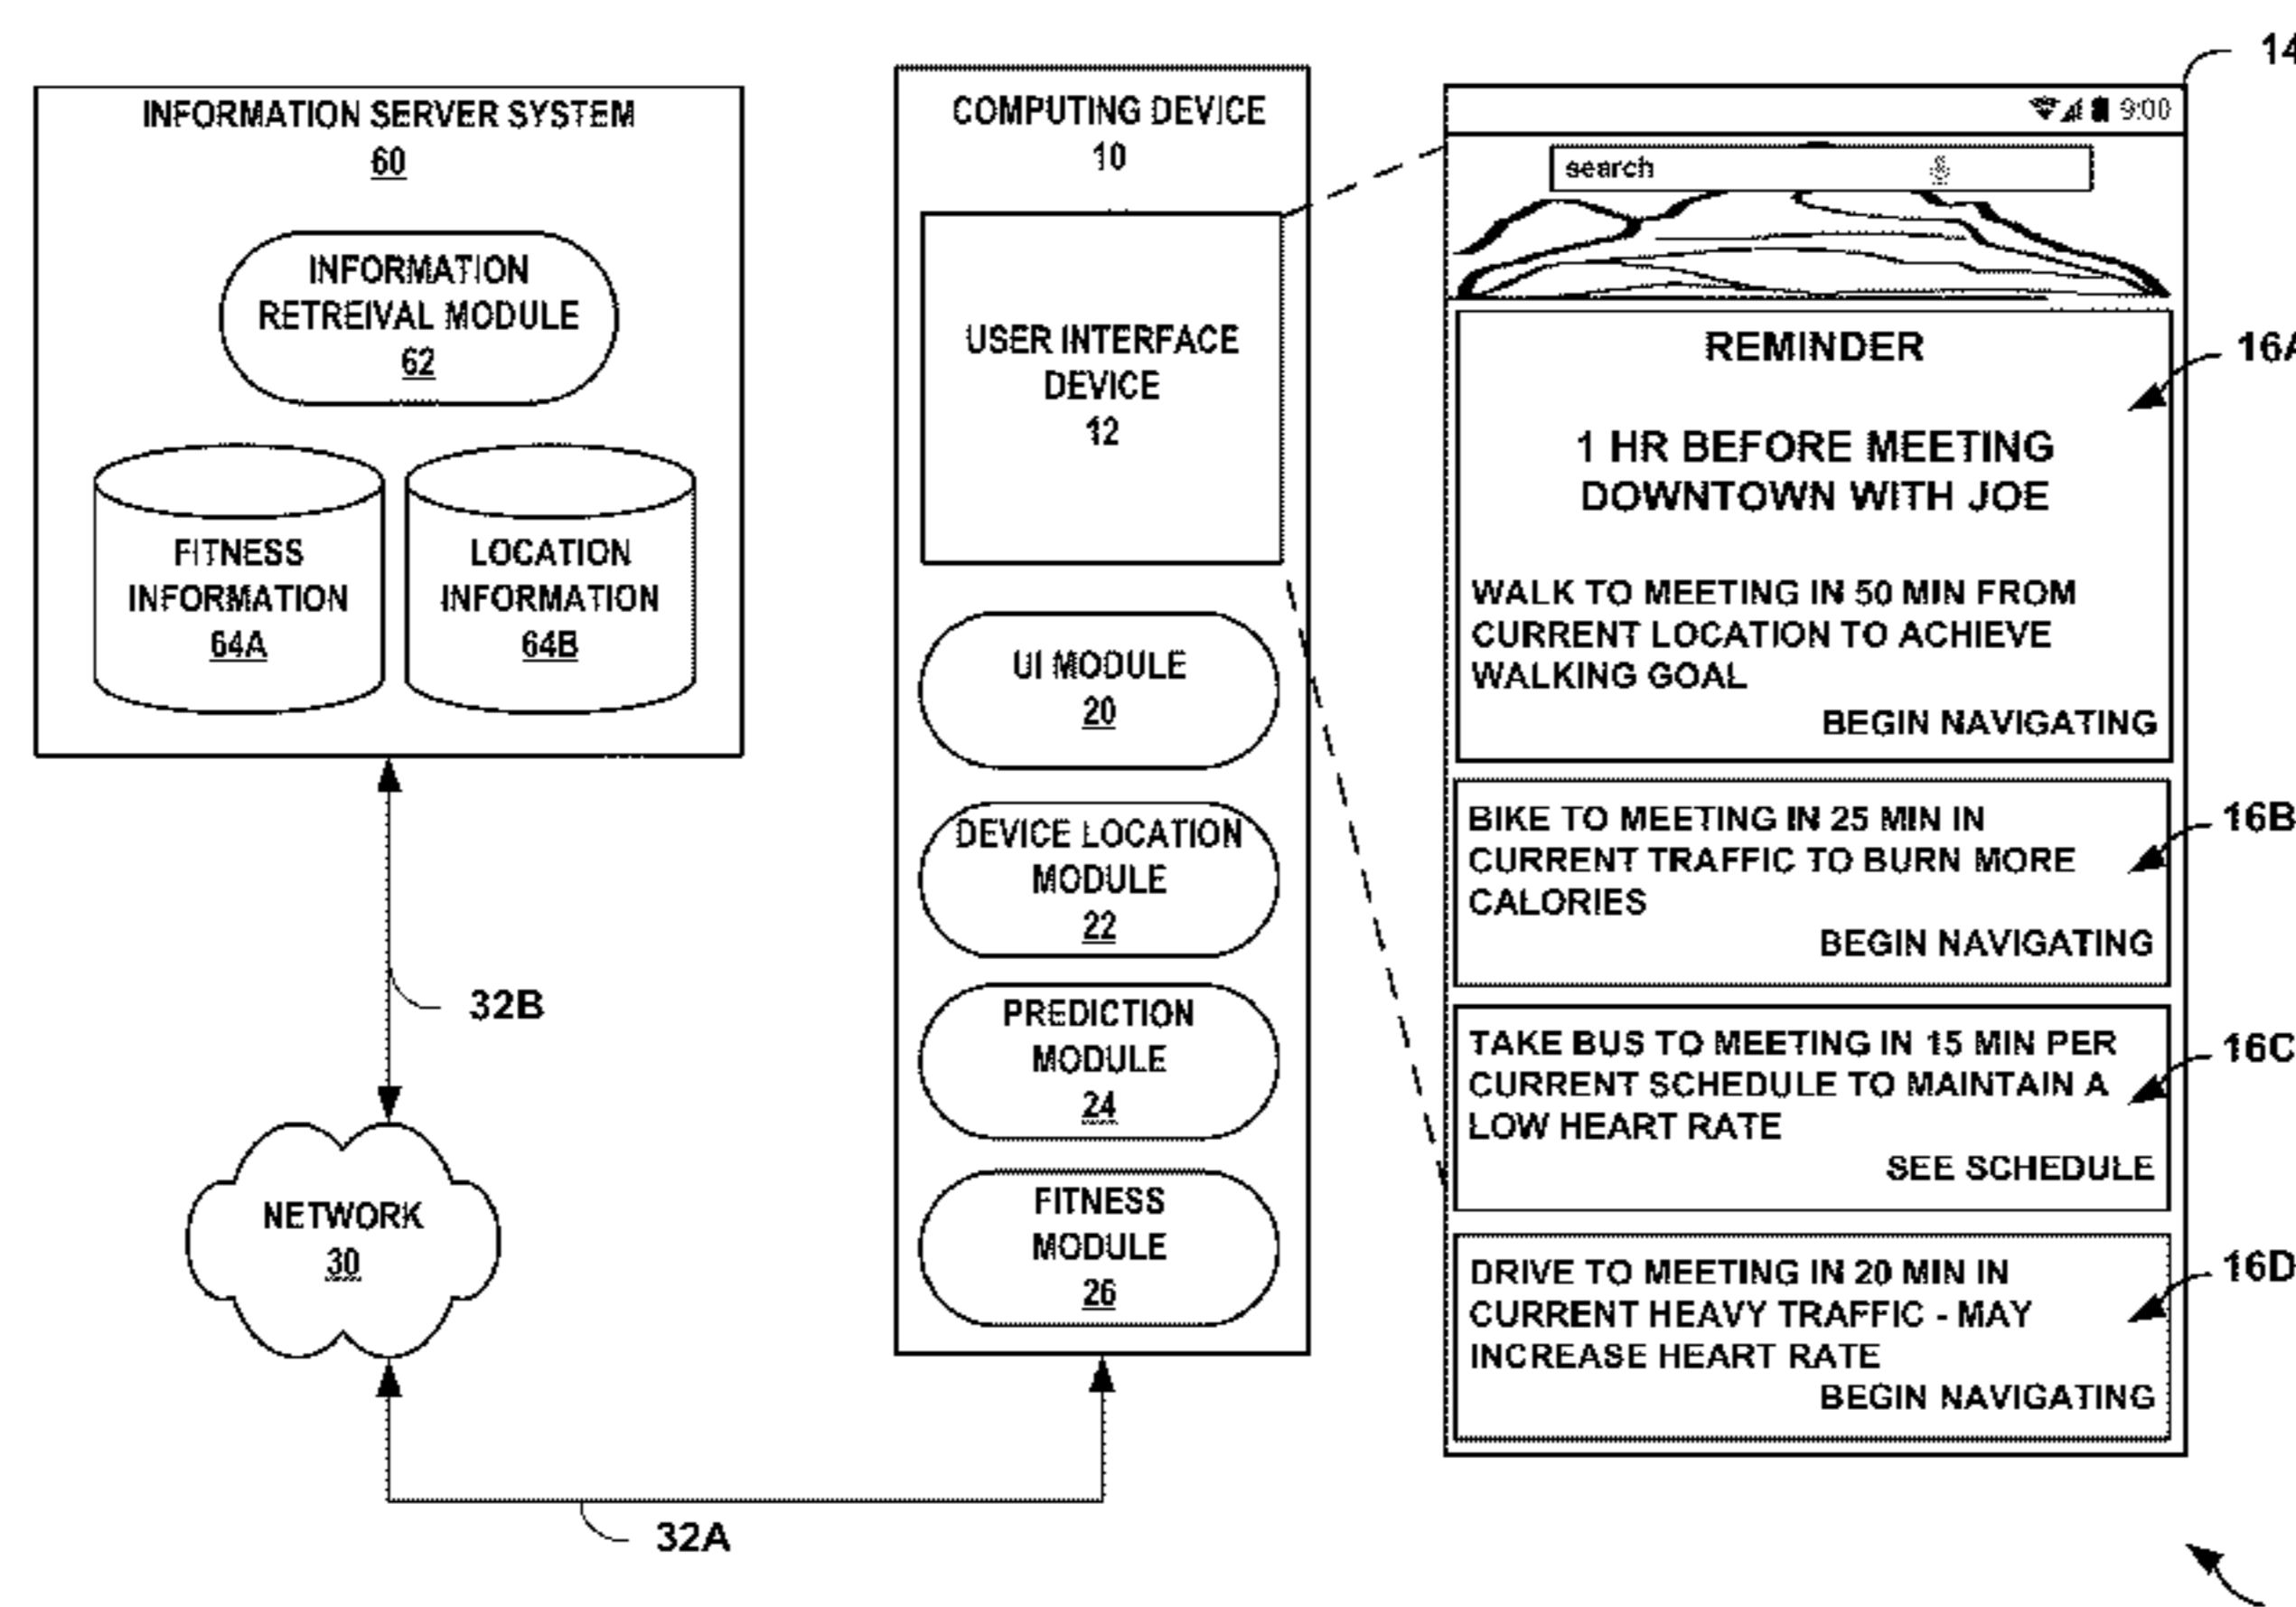 INFORMATION SERVER SYSTEM
60
INFORMATION
RETREIVAL MODULE
62
FITNESS
INFORMATION
64A
LOCATION
INFORMATION
64B
32B
NETWORK
30
32A
COMPUTING DEVICE
10
USER INTERFACE
DEVICE
12
UI MODULE
20
DEVICE LOCATION
MODULE
22
PREDICTION
MODULE
24
FITNESS
MODULE
26
14
9:00
search
REMINDER
16A
1 HR BEFORE MEETING
DOWNTOWN WITH JOE
WALK TO MEETING IN 50 MIN FROM
CURRENT LOCATION TO ACHIEVE
WALKING GOAL
BEGIN NAVIGATING
BIKE TO MEETING IN 25 MIN IN
CURRENT TRAFFIC TO BURN MORE
CALORIES
BEGIN NAVIGATING
16B
TAKE BUS TO MEETING IN 15 MIN PER
CURRENT SCHEDULE TO MAINTAIN A
LOW HEART RATE
SEE SCHEDULE
16C
DRIVE TO MEETING IN 20 MIN IN
CURRENT HEAVY TRAFFIC - MAY
INCREASE HEART RATE
BEGIN NAVIGATING
16D